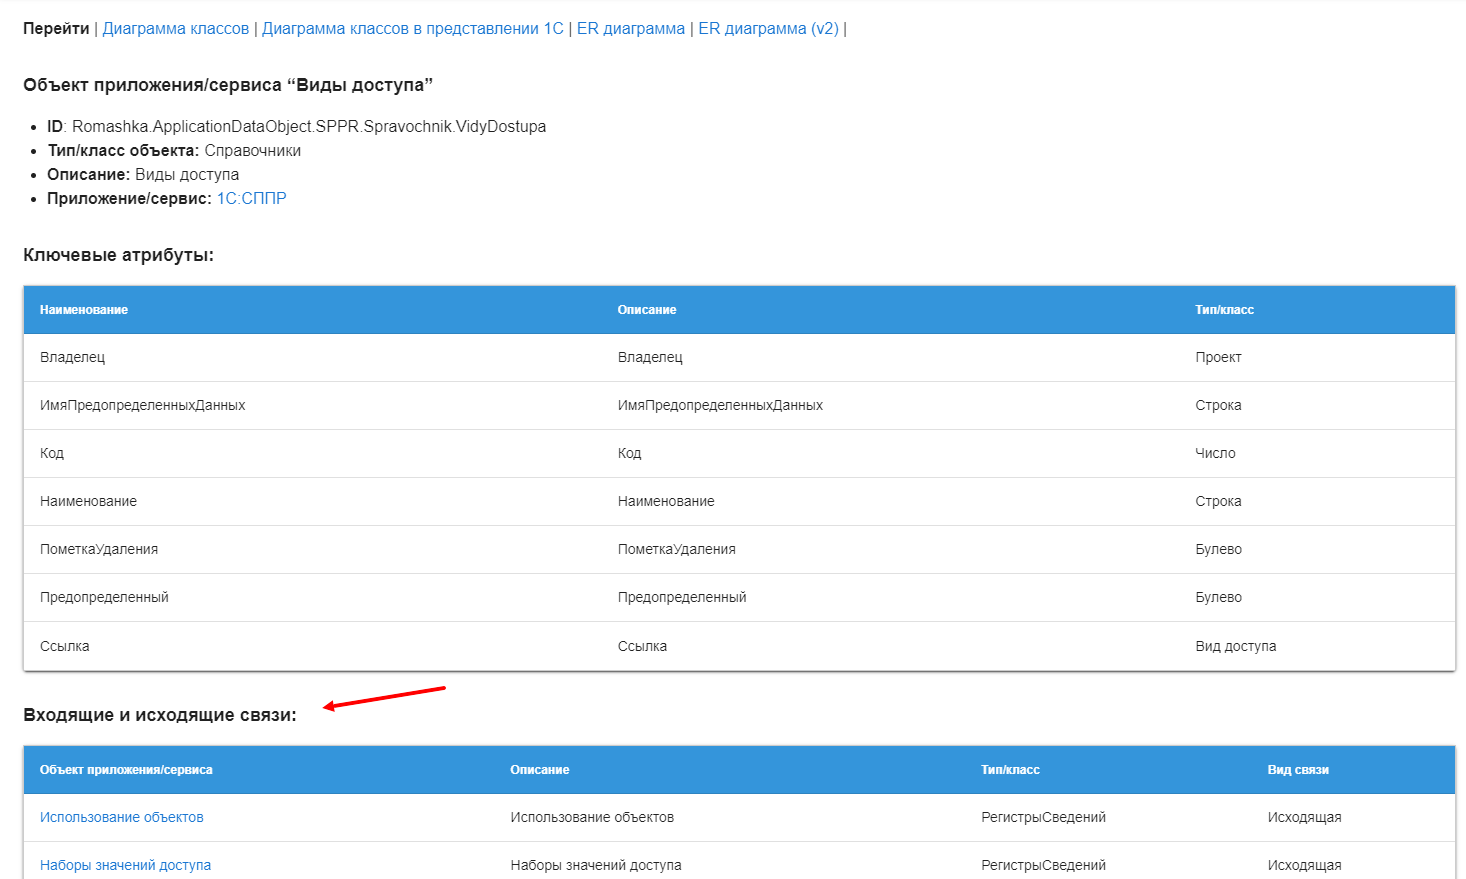 Перейти | Диаграмма классов | Диаграмма классов в представлении 1С | ER диаграмма | ER диаграмма (v2) |
Объект приложения/сервиса “Виды доступа”
• ID: Romashka.ApplicationDataObject.SPPR.Spravochnik.VidyDostupa
• Тип/класс объекта: Справочники
• Описание: Виды доступа
• Приложение/сервис: 1С:СППР
Ключевые атрибуты:
Наименование Описание Тип/класс
Владелец Владелец Проект
ИмяПредопределенныхДанных ИмяПредопределенныхДанных Строка
Код Код Число
Наименование Наименование Строка
ПометкаУдаления ПометкаУдаления Булево
Предопределенный Предопределенный Булево
Ссылка Ссылка Вид доступа
Входящие и исходящие связи:
Объект приложения/сервиса Описание Тип/класс Вид связи
Использование объектов Использование объектов РегистрыСведений Исходящая
Наборы значений доступа Наборы значений доступа РегистрыСведений Исходящая